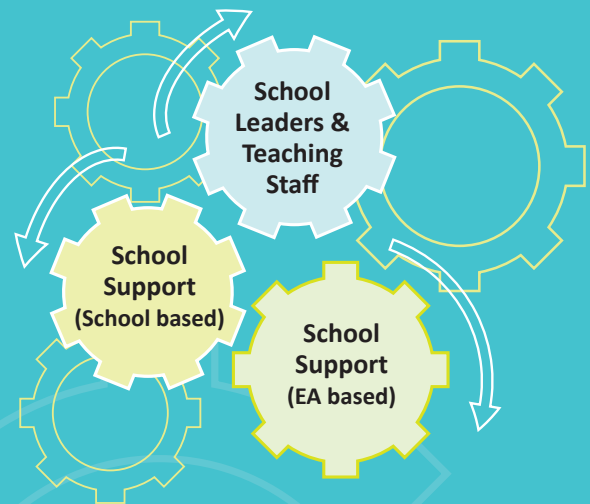 School
Leaders &
Teaching
Staff
School
Support
(School based)
School
Support
(EA based)